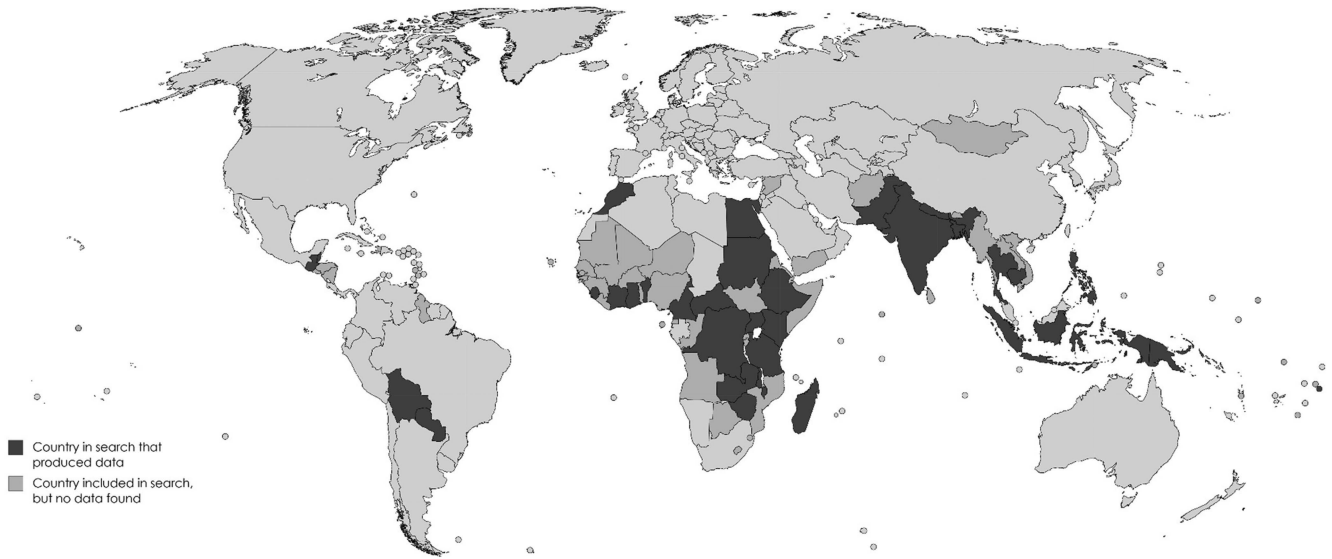 Country in search that
produced data
Country included in search,
but no data found